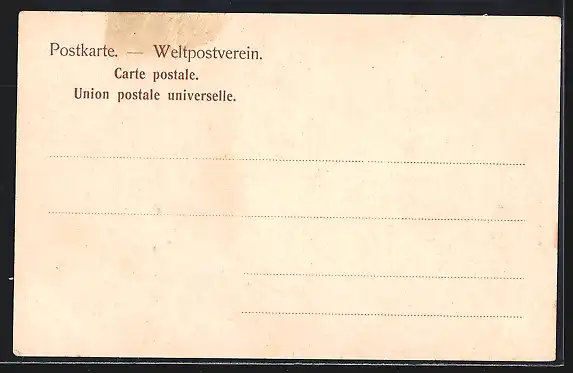 Postkarte. — Weltpostverein.
Carte postale.
Union postale universelle.